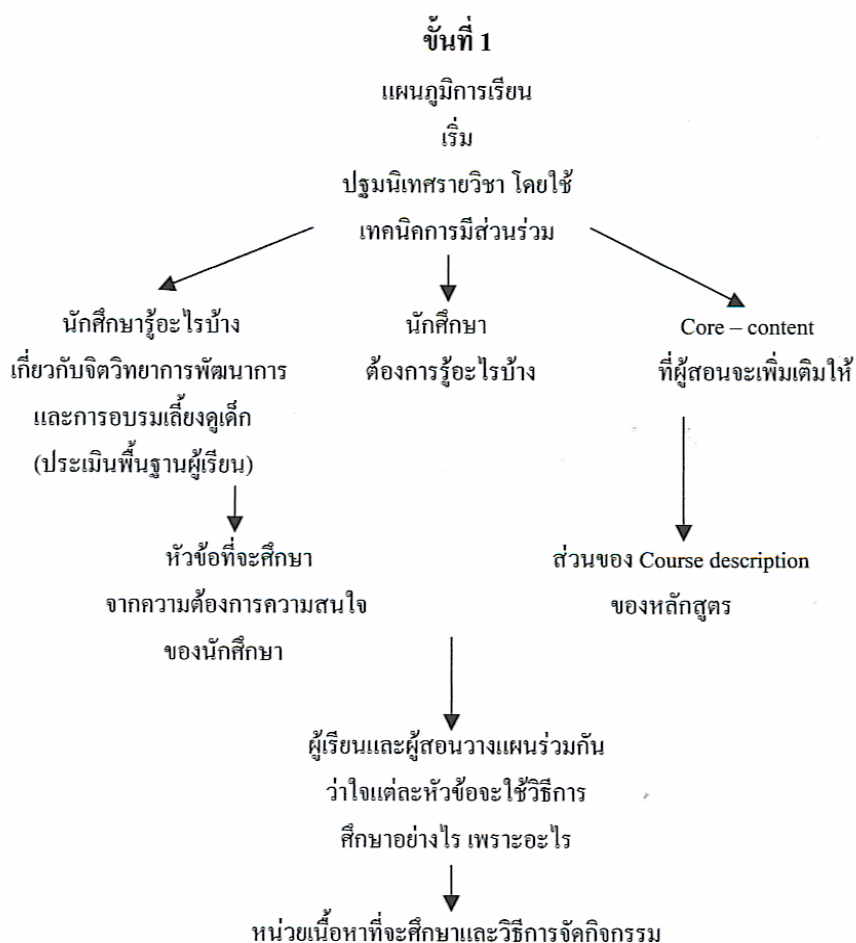 ขั้นที่ 1
แผนภูมิการเรียน
เริ่ม
ปฐมนิเทศรายวิชา โดยใช้
เทคนิคการมีส่วนร่วม
นักศึกษารู้อะไรบ้าง
เกี่ยวกับจิตวิทยาการพัฒนาการ
และการอบรมเลี้ยงดูเด็ก
(ประเมินพื้นฐานผู้เรียน)
นักศึกษา
ต้องการรู้อะไรบ้าง
Core – content
ที่ผู้สอนจะเพิ่มเติมให้
หัวข้อที่จะศึกษา
จากความต้องการความสนใจ
ของนักศึกษา
ส่วนของ Course description
ของหลักสูตร
ผู้เรียนและผู้สอนวางแผนร่วมกัน
ว่าใจแต่ละหัวข้อจะใช้วิธีการ
ศึกษาอย่างไร เพราะอะไร
หน่วยเนื้อหาที่จะศึกษาและวิธีการจัดกิจกรรม